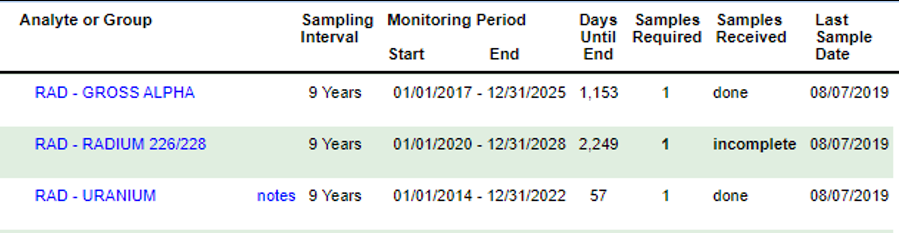 Analyte or Group Sampling Interval Monitoring Period Start End Days Until End Samples Required Samples Received Last Sample Date
RAD - GROSS ALPHA 9 Years 01/01/2017 - 12/31/2025 1,153 1 done 08/07/2019
RAD - RADIUM 226/228 9 Years 01/01/2020 - 12/31/2028 2,249 1 incomplete 08/07/2019
RAD - URANIUM notes 9 Years 01/01/2014 - 12/31/2022 57 1 done 08/07/2019